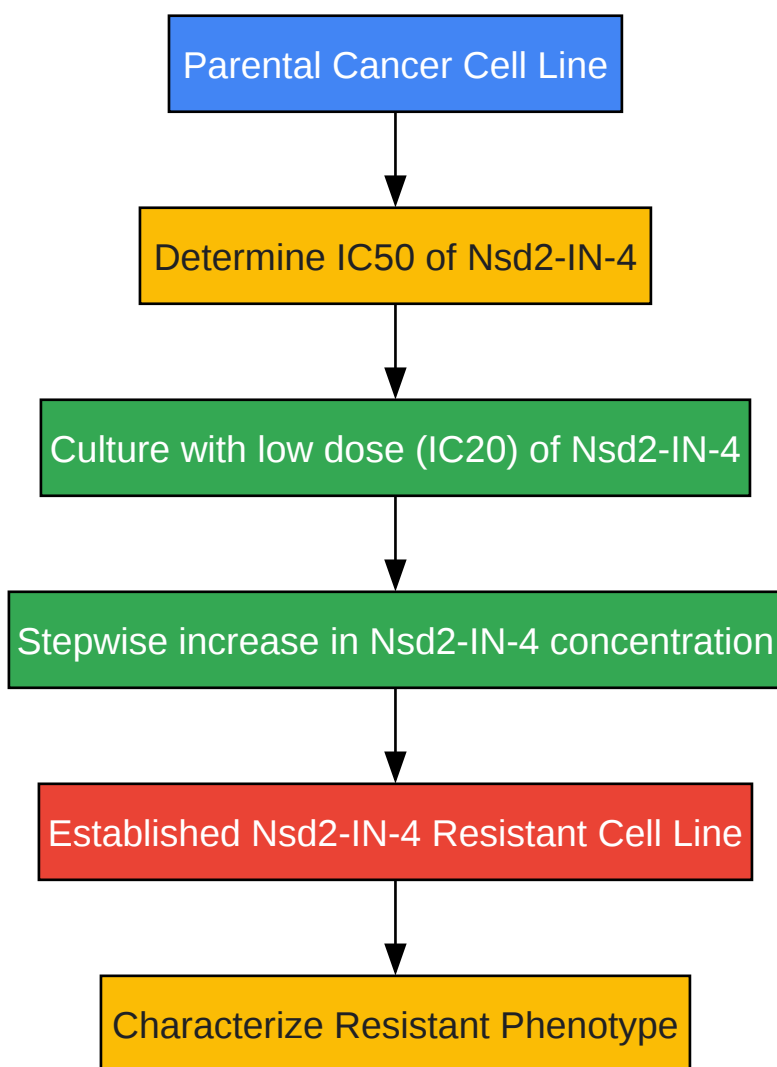 Parental Cancer Cell Line
Determine IC50 of Nsd2-IN-4
Culture with low dose (IC20) of Nsd2-IN-4
Stepwise increase in Nsd2-IN-4 concentration
Established Nsd2-IN-4 Resistant Cell Line
Characterize Resistant Phenotype